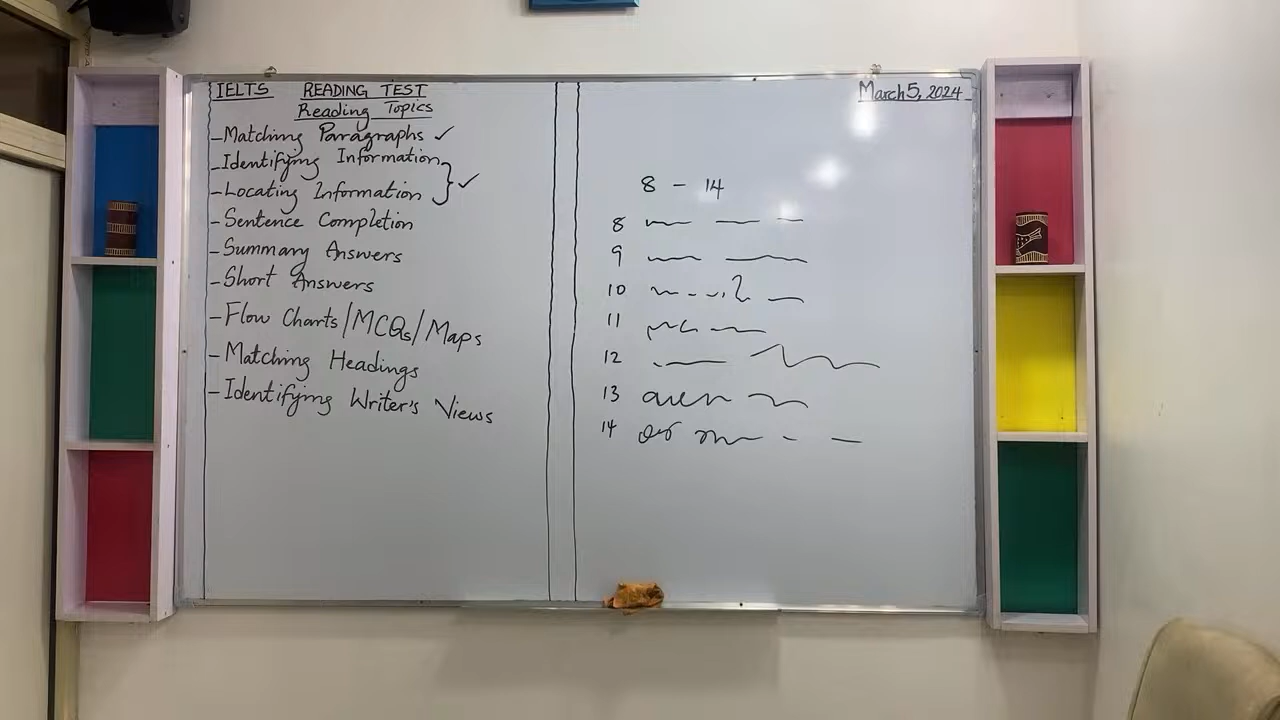 IELTS READING TEST
Reading Topics
- Matching Paragraphs ✓
- Identifying Information
- Locating Information } ✓
- Sentence Completion
- Summary Answers
- Short Answers
- Flow Charts/MCQs/Maps
- Matching Headings
- Identifying Writer's Views
March 5, 2024
8 - 14
8
9
10
11
12
13
14